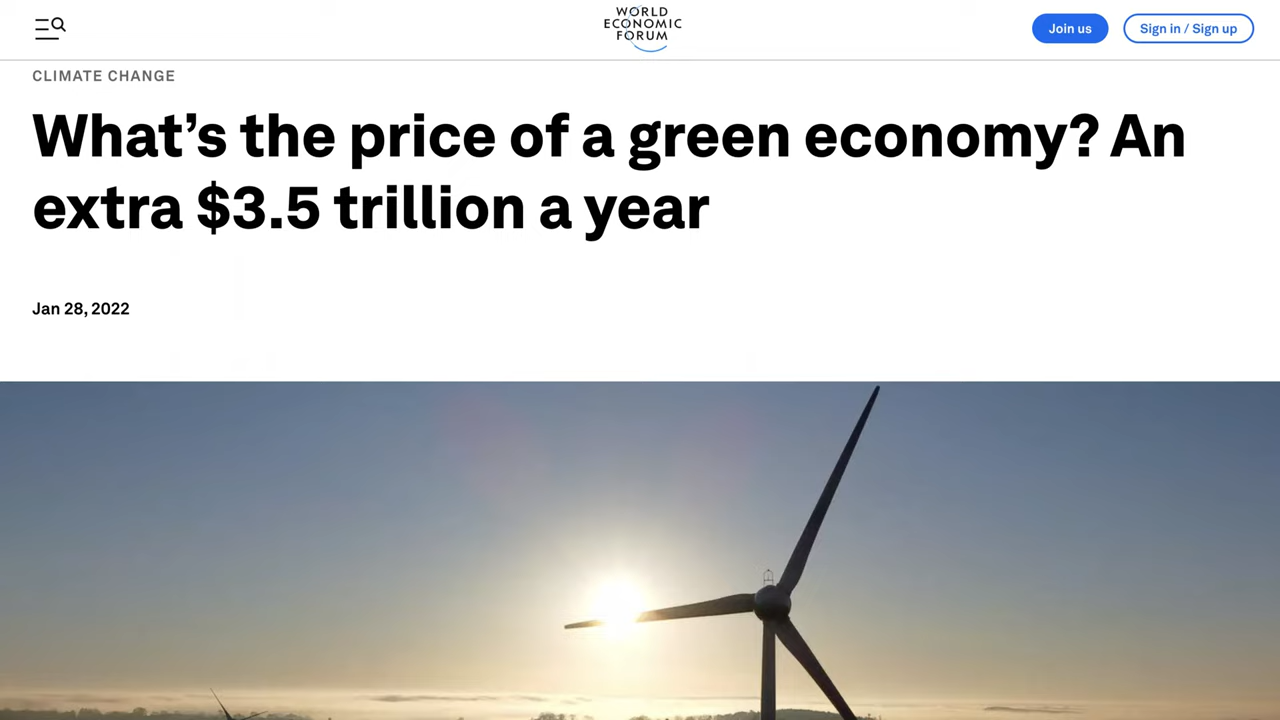 WORLD
ECONOMIC
FORUM
Join us
Sign in / Sign up
CLIMATE CHANGE
What’s the price of a green economy? An
extra $3.5 trillion a year
Jan 28, 2022